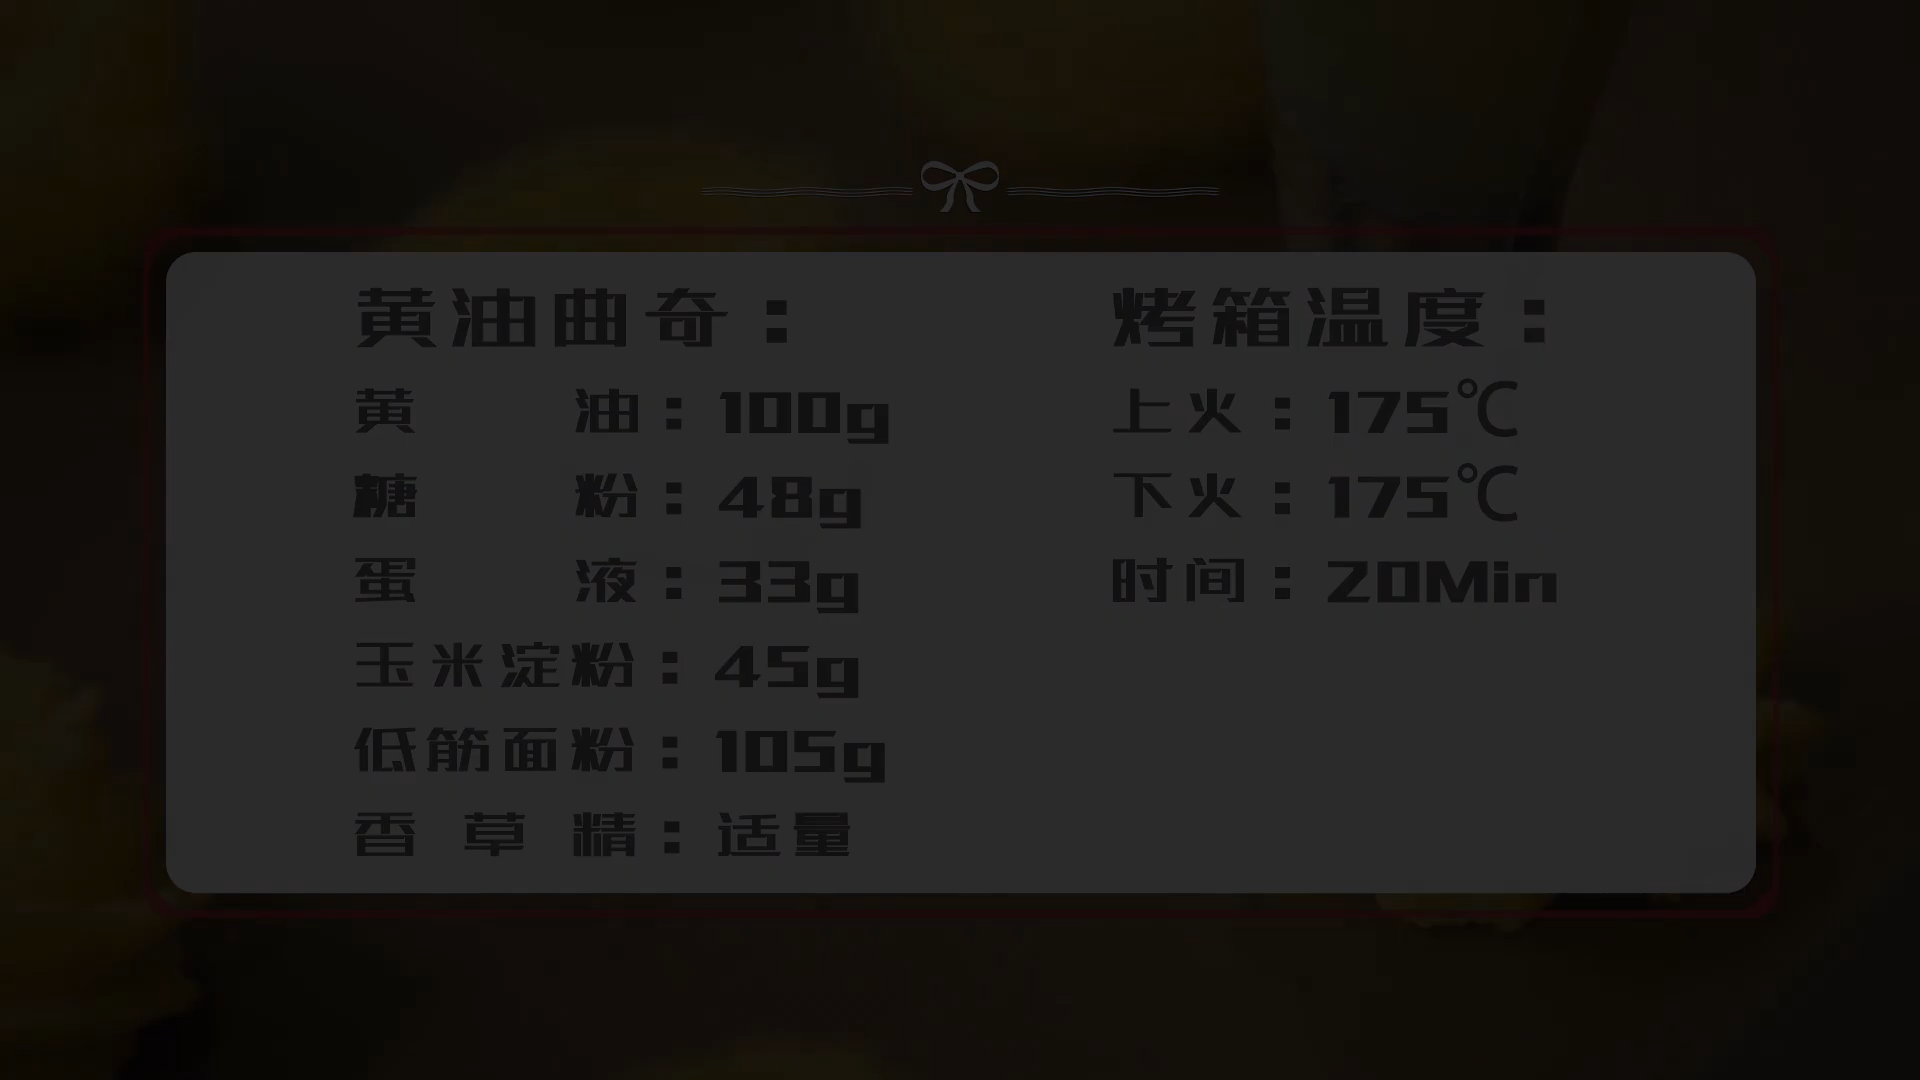 黄油曲奇：
黄油：100g
糖粉：48g
蛋液：33g
玉米淀粉：45g
低筋面粉：105g
香草精：适量
烤箱温度：
上火：175℃
下火：175℃
时间：20Min